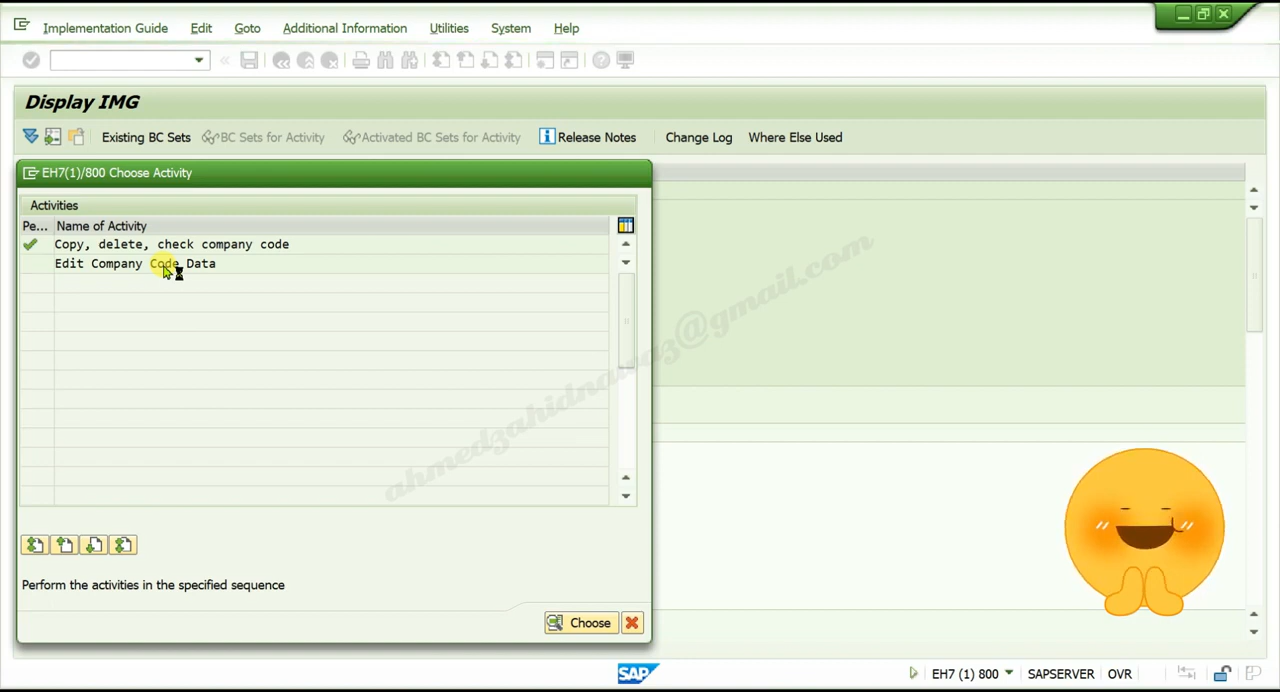 Implementation Guide Edit Goto Additional Information Utilities System Help
Display IMG
Existing BC Sets BC Sets for Activity Activated BC Sets for Activity Release Notes Change Log Where Else Used
EH7(1)/800 Choose Activity
Activities
Pe... Name of Activity
Copy, delete, check company code
Edit Company Code Data
ahmedzahidnawaz@gmail.com
Perform the activities in the specified sequence
Choose
SAP EH7 (1) 800 SAPSERVER OVR